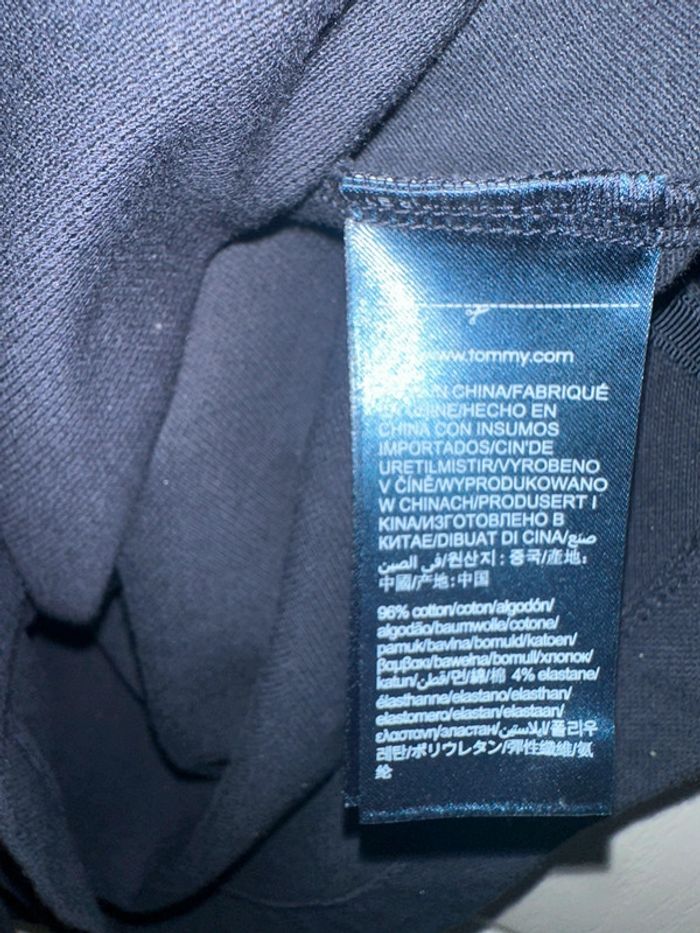 www.tommy.com
IN CHINA/FABRIQUÉ
/HECHO EN
CHINA CON INSUMOS
IMPORTADOS/CIN'DE
URETILMISTIR/VYROBENO
V ČÍNĚ/WYPRODUKOWANO
W CHINACH/PRODUSERT I
KINA/ИЗГОТОВЛЕНО В
КИТАЕ/DIBUAT DI CINA/صنع
في الصين/원산지 : 중국/產地:
中國/产地: 中国
96% cotton/coton/algodón/
algodão/baumwolle/cotone/
pamuk/bavlna/bomuld/katoen/
βαμβακι/bawełna/bomull/хлопок/
katun/قطن/면/綿/棉 4% elastane/
élasthanne/elastano/elasthan/
elastomero/elastan/elastaan/
ελαστανη/эластан/ايلاستين/폴리우
레탄/ポリウレタン/彈性纖維/氨
纶